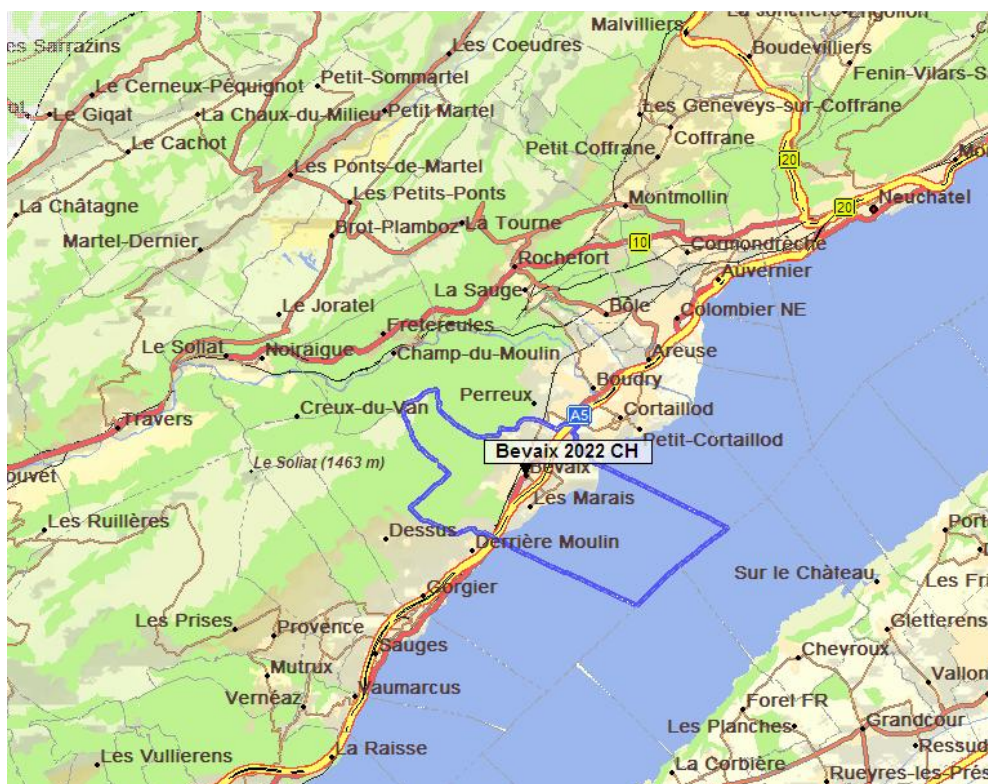 Malvilliers
Boudevilliers
Les Coeudres
Petit-Sommartel
Le Cerneux-Péquignot
Fenin-Vilars-S
Le Gigat
La Chaux-du-Milieu
Petit Martel
Les Geneveys-sur-Coffrane
Coffrane
Le Cachot
Petit Coffrane
20
Les Ponts-de-Martel
Les Petits-Ponts
Montmollin
20
Neuchatel
La Châtagne
La Tourne
Brot-Plamboz
Martel-Dernier
10
Cormondrèche
Rochefort
Auvernier
La Sauge
Le Joratel
Bôle
Colombier NE
Fretereules
Le Soliat
Noiraigue
Champ-du-Moulin
Areuse
Boudry
Perreux
Creux-du-Van
A5
Cortaillod
Travers
Petit-Cortaillod
Bevaix 2022 CH
Le Soliat (1463 m)
Bevaix
ouvet
Les Marais
Les Ruillères
Dessus
Derrière Moulin
Port
Sur le Château
Les Fri
Gorgier
Les Prises
Provence
Gletterens
Sauges
Chevroux
Mutrux
Vallon
Vaumarcus
Vernéaz
Forel FR
Les Planches
Grandcour
La Raisse
Les Vullierens
Ressud
La Corbière
Rueyres-les-Prés